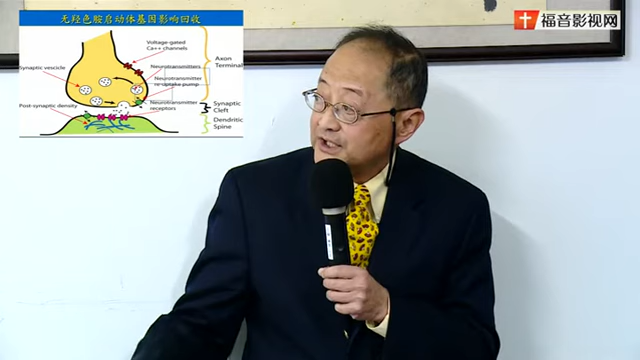 无羟色胺启动体基因影响回收
福音影视网
Voltage-gated
Ca++ channels
Synaptic vesicle
Neurotransmitters
Axon
Terminal
Neurotransmitter
re-uptake pump
Post-synaptic density
Neurotransmitter
receptors
Synaptic
Cleft
Dendritic
Spine